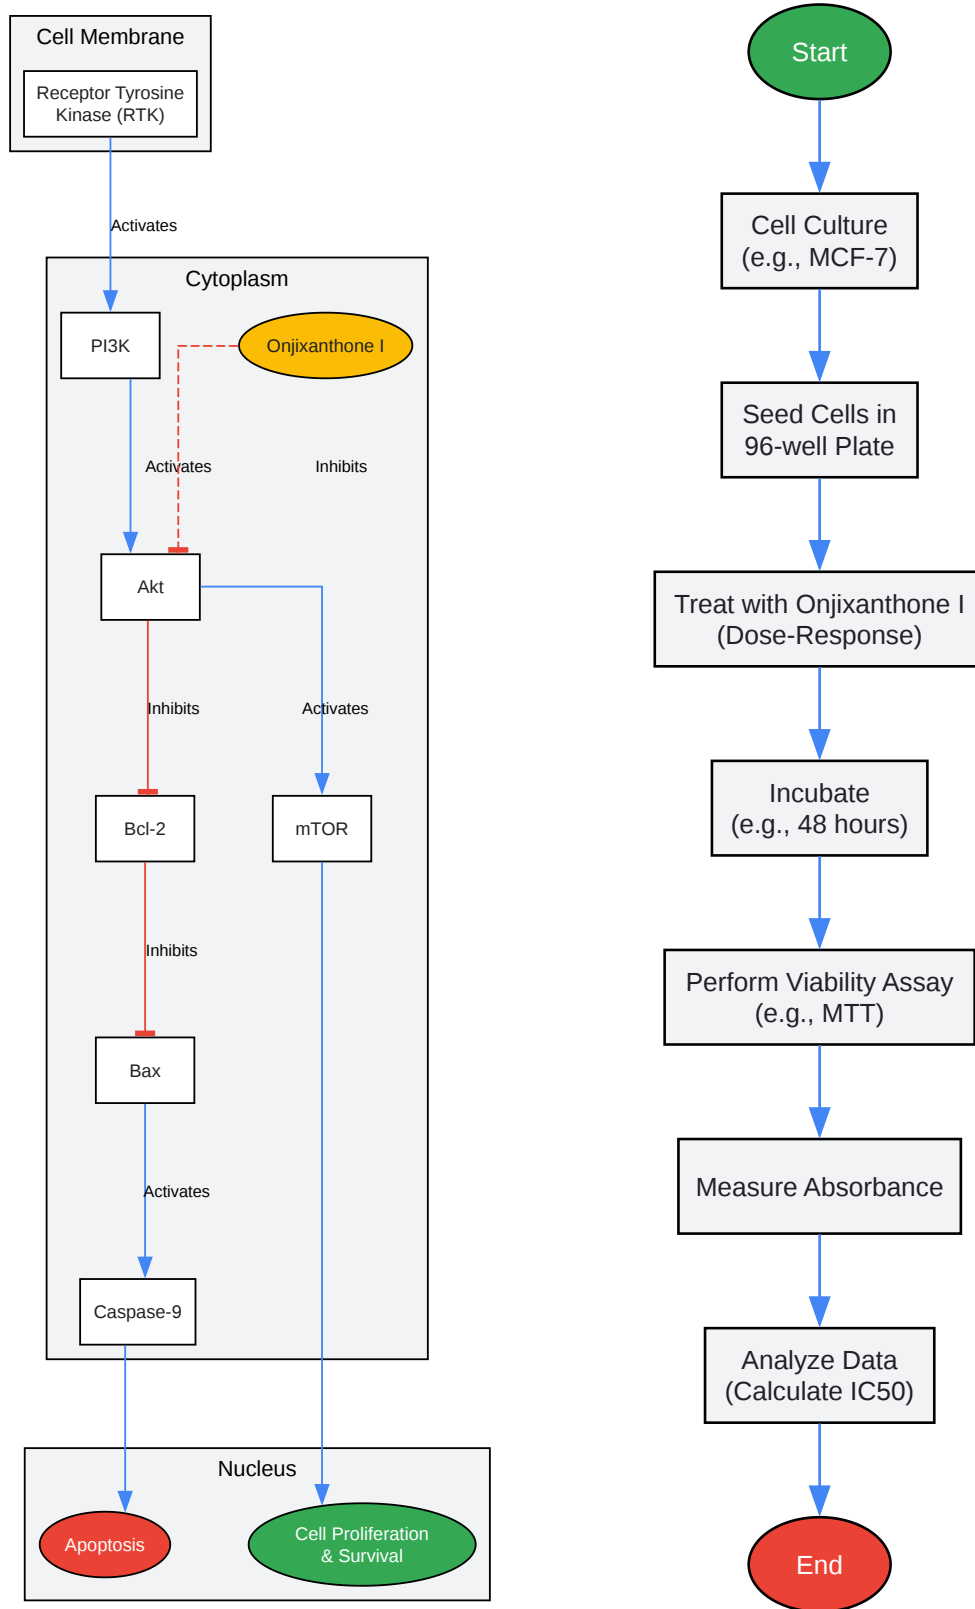 Cell Membrane
Receptor Tyrosine
Kinase (RTK)
Activates
Cytoplasm
PI3K
Onjixanthone I
Activates
Inhibits
Akt
Inhibits
Activates
Bcl-2
mTOR
Inhibits
Bax
Activates
Caspase-9
Nucleus
Apoptosis
Cell Proliferation
& Survival
Start
Cell Culture
(e.g., MCF-7)
Seed Cells in
96-well Plate
Treat with Onjixanthone I
(Dose-Response)
Incubate
(e.g., 48 hours)
Perform Viability Assay
(e.g., MTT)
Measure Absorbance
Analyze Data
(Calculate IC50)
End